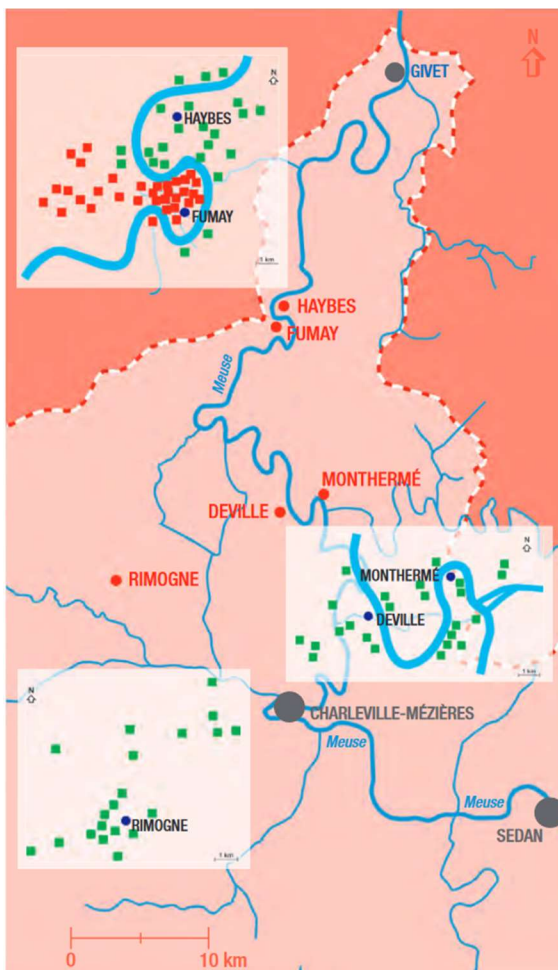 N
GIVET
N
HAYBES
FUMAY
1 km
HAYBES
FUMAY
Meuse
MONTHERMÉ
DEVILLE
RIMOGNE
N
MONTHERMÉ
DEVILLE
1 km
N
RIMOGNE
1 km
CHARLEVILLE-MÉZIÈRES
Meuse
Meuse
SEDAN
0 10 km